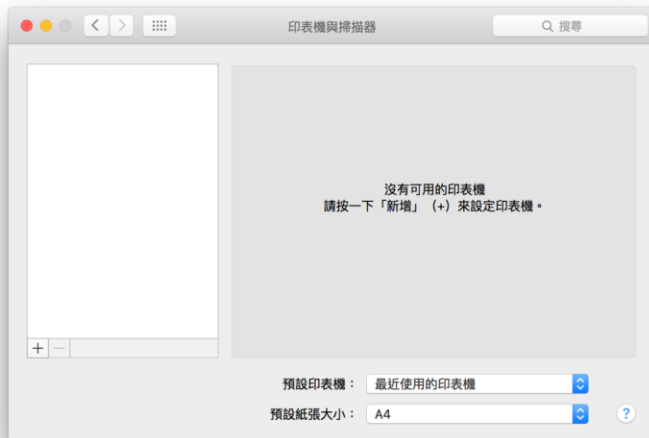 印表機與掃描器
搜尋
沒有可用的印表機
請按一下「新增」（+）來設定印表機。
預設印表機： 最近使用的印表機
預設紙張大小： A4
?